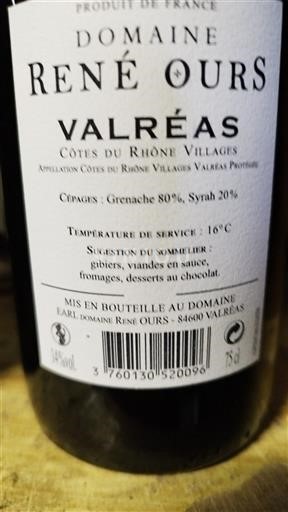 PRODUIT DE FRANCE
DOMAINE
RENÉ OURS
VALRÉAS
CÔTES DU RHÔNE VILLAGES
APPELLATION CÔTES DU RHÔNE VILLAGES VALRÉAS PROTÉGÉE
CÉPAGES : Grenache 80%, Syrah 20%
TEMPÉRATURE DE SERVICE : 16°C
SUGESTION DU SOMMELIER :
gibiers, viandes en sauce,
fromages, desserts au chocolat.
MIS EN BOUTEILLE AU DOMAINE
EARL DOMAINE RENÉ OURS - 84600 VALRÉAS
14%vol.
75 cl
3 760130 520096